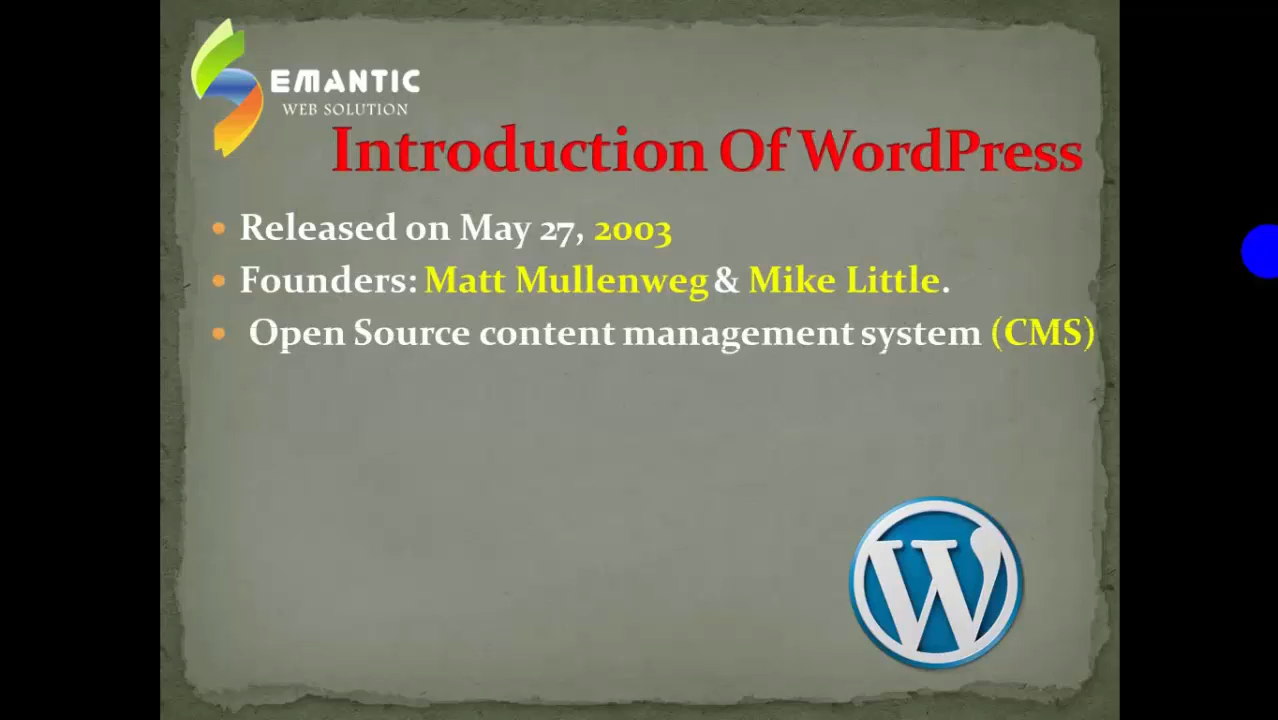 EMANTIC
WEB SOLUTION
Introduction Of WordPress
• Released on May 27, 2003
• Founders: Matt Mullenweg & Mike Little.
• Open Source content management system (CMS)
W